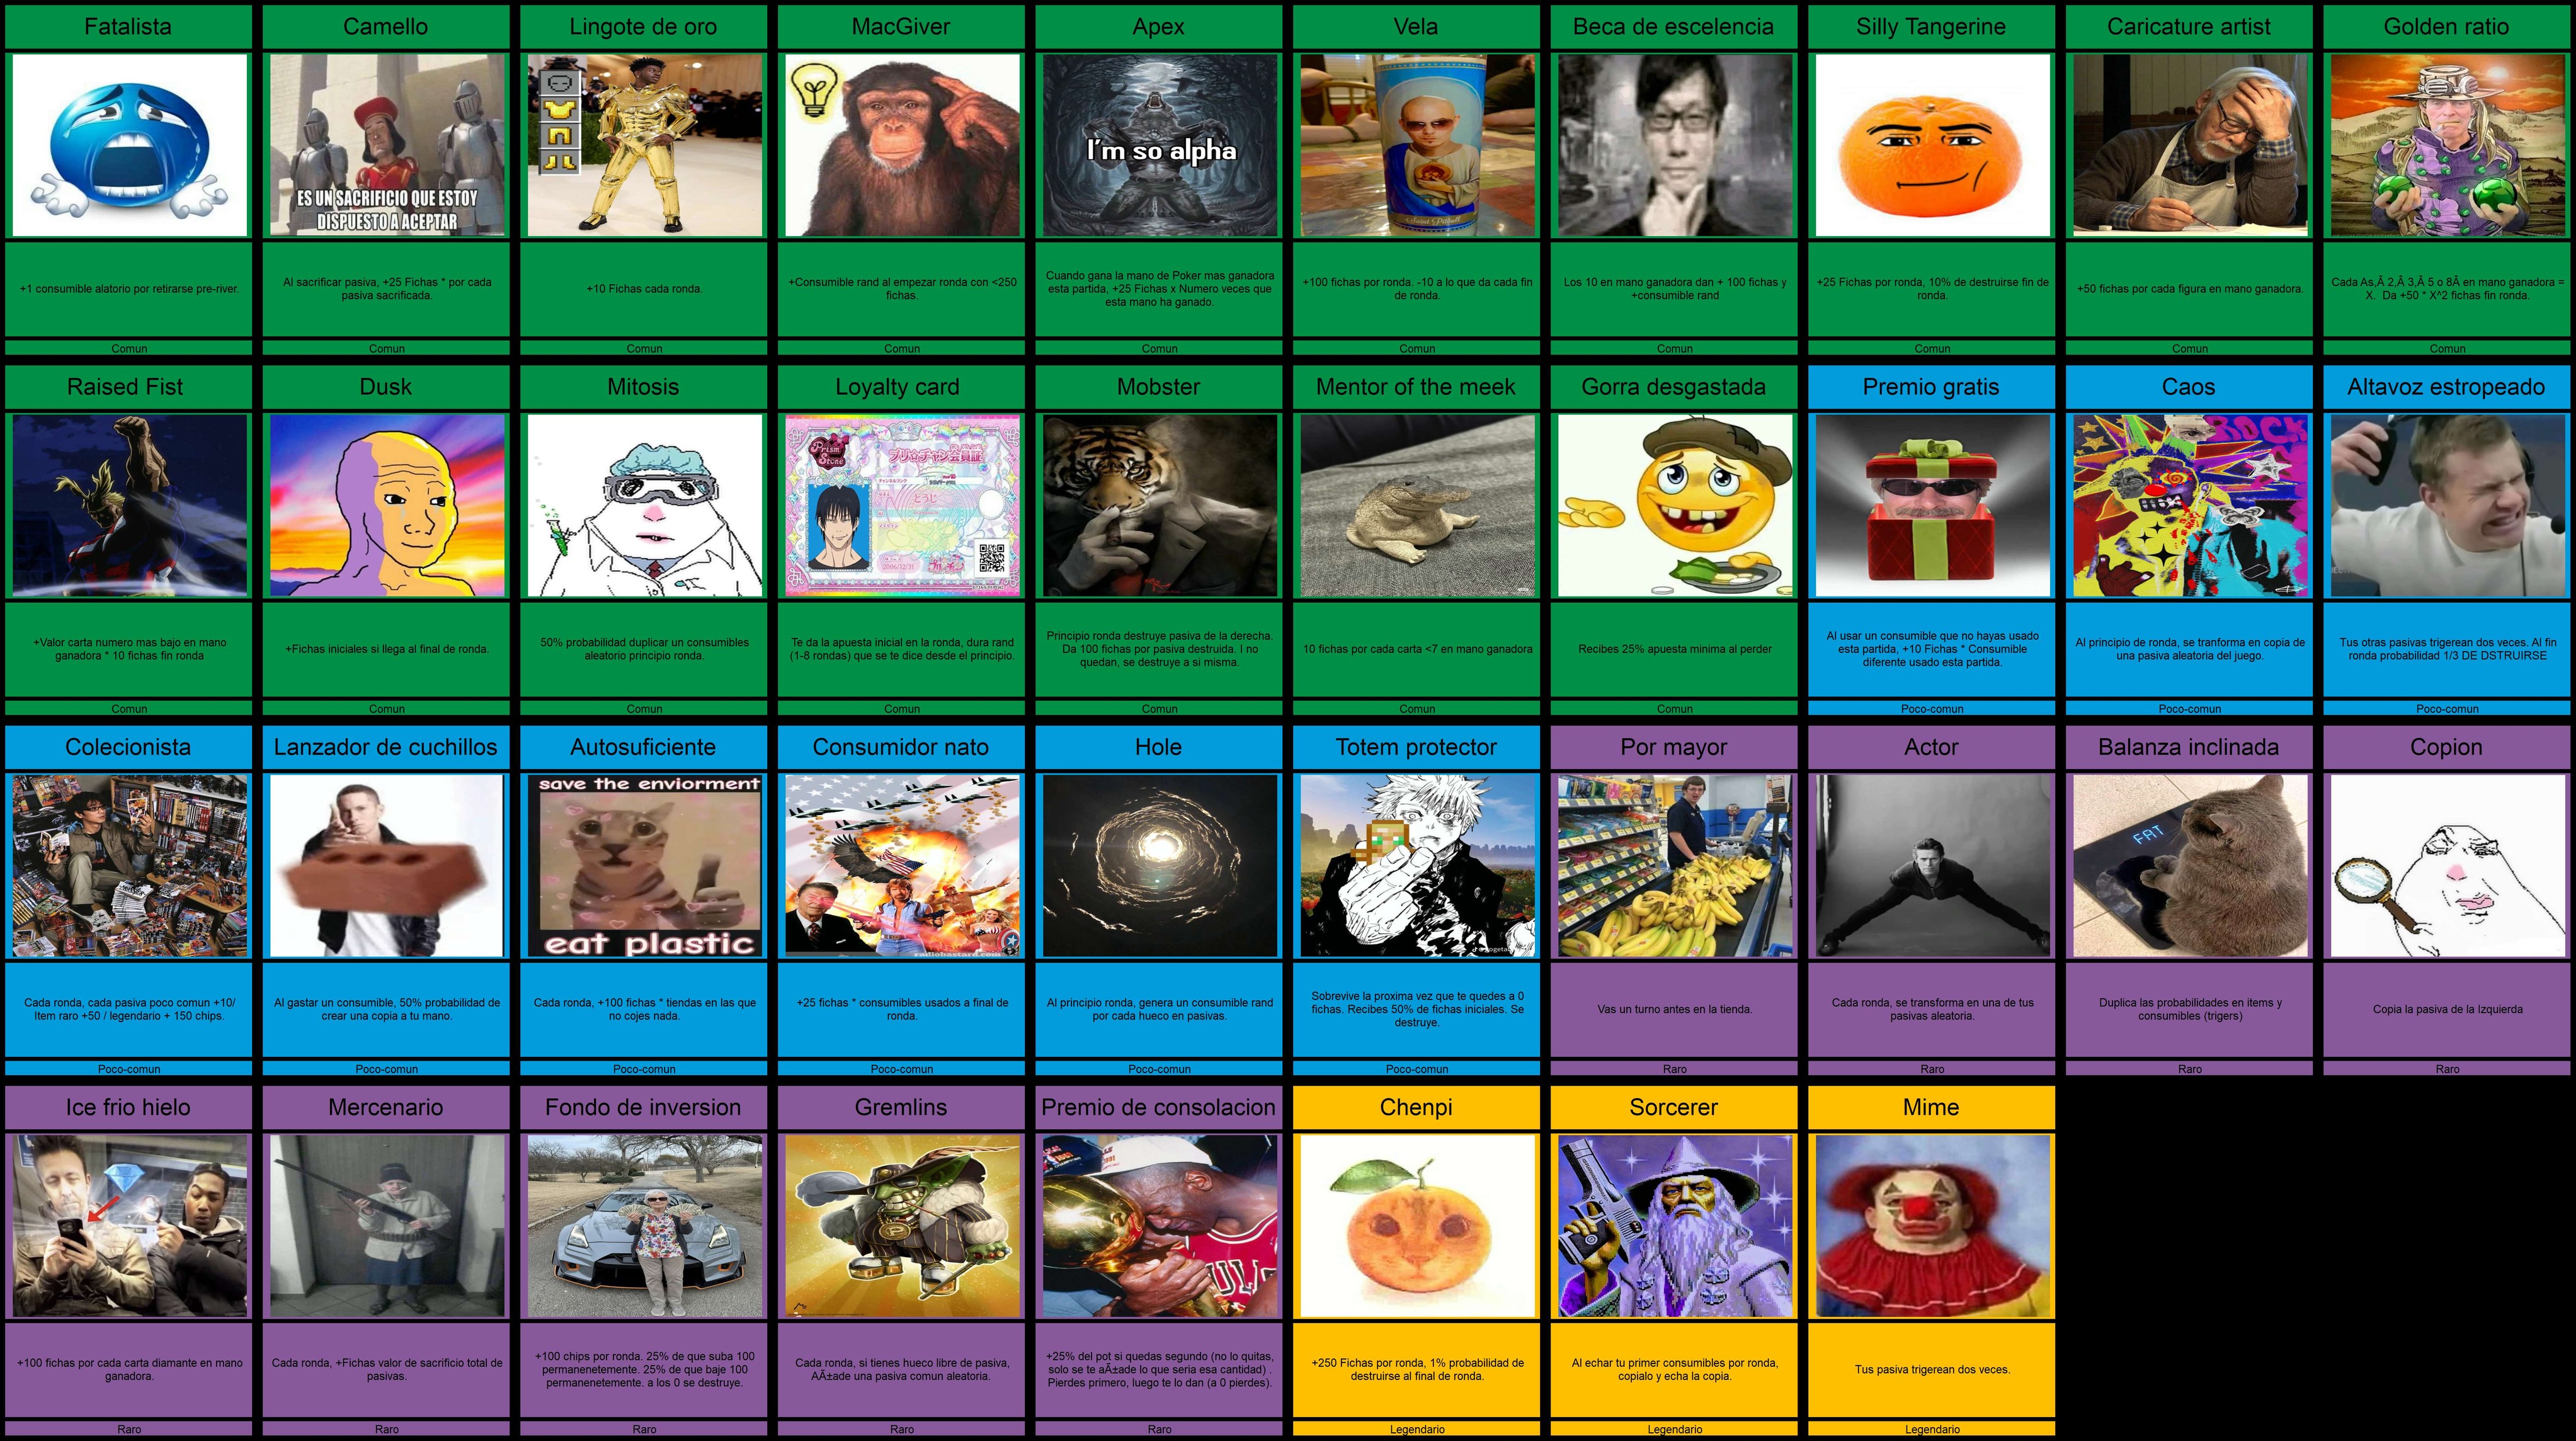 Fatalista
Camello
Lingote de oro
MacGiver
Apex
Vela
Beca de escelencia
Silly Tangerine
Caricature artist
Golden ratio
ES UN SACRIFICIO QUE ESTOY
DISPUESTO A ACEPTAR
I'm so alpha
Saint Pitbull
+1 consumible alatorio por retirarse pre-river.
Al sacrificar pasiva, +25 Fichas * por cada
pasiva sacrificada.
+10 Fichas cada ronda.
+Consumible rand al empezar ronda con <250
fichas.
Cuando gana la mano de Poker mas ganadora
esta partida, +25 Fichas x Numero veces que
esta mano ha ganado.
+100 fichas por ronda. -10 a lo que da cada fin
de ronda.
Los 10 en mano ganadora dan + 100 fichas y
+consumible rand
+25 Fichas por ronda, 10% de destruirse fin de
ronda.
+50 fichas por cada figura en mano ganadora.
Cada As,Â 2,Â 3,Â 5 o 8Â en mano ganadora =
X.  Da +50 * X^2 fichas fin ronda.
Comun
Comun
Comun
Comun
Comun
Comun
Comun
Comun
Comun
Comun
Raised Fist
Dusk
Mitosis
Loyalty card
Mobster
Mentor of the meek
Gorra desgastada
Premio gratis
Caos
Altavoz estropeado
Prism
Stone
プリ☆チャン会員証
とうじ
2006/12/31
ROCK
+Valor carta numero mas bajo en mano
ganadora * 10 fichas fin ronda
+Fichas iniciales si llega al final de ronda.
50% probabilidad duplicar un consumibles
aleatorio principio ronda.
Te da la apuesta inicial en la ronda, dura rand
(1-8 rondas) que se te dice desde el principio.
Principio ronda destruye pasiva de la derecha.
Da 100 fichas por pasiva destruida. I no
quedan, se destruye a si misma.
10 fichas por cada carta <7 en mano ganadora
Recibes 25% apuesta minima al perder
Al usar un consumible que no hayas usado
esta partida, +10 Fichas * Consumible
diferente usado esta partida.
Al principio de ronda, se tranforma en copia de
una pasiva aleatoria del juego.
Tus otras pasivas trigerean dos veces. Al fin
ronda probabilidad 1/3 DE DSTRUIRSE
Comun
Comun
Comun
Comun
Comun
Comun
Comun
Poco-comun
Poco-comun
Poco-comun
Colecionista
Lanzador de cuchillos
Autosuficiente
Consumidor nato
Hole
Totem protector
Por mayor
Actor
Balanza inclinada
Copion
save the enviorment
eat plastic
radiobastard.com
FAT
Cada ronda, cada pasiva poco comun +10/
Item raro +50 / legendario + 150 chips.
Al gastar un consumible, 50% probabilidad de
crear una copia a tu mano.
Cada ronda, +100 fichas * tiendas en las que
no cojes nada.
+25 fichas * consumibles usados a final de
ronda.
Al principio ronda, genera un consumible rand
por cada hueco en pasivas.
Sobrevive la proxima vez que te quedes a 0
fichas. Recibes 50% de fichas iniciales. Se
destruye.
Vas un turno antes en la tienda.
Cada ronda, se transforma en una de tus
pasivas aleatoria.
Duplica las probabilidades en items y
consumibles (trigers)
Copia la pasiva de la Izquierda
Poco-comun
Poco-comun
Poco-comun
Poco-comun
Poco-comun
Poco-comun
Raro
Raro
Raro
Raro
Ice frio hielo
Mercenario
Fondo de inversion
Gremlins
Premio de consolacion
Chenpi
Sorcerer
Mime
+100 fichas por cada carta diamante en mano
ganadora.
Cada ronda, +Fichas valor de sacrificio total de
pasivas.
+100 chips por ronda. 25% de que suba 100
permanenetemente. 25% de que baje 100
permanenetemente. a los 0 se destruye.
Cada ronda, si tienes hueco libre de pasiva,
AÃ±ade una pasiva comun aleatoria.
+25% del pot si quedas segundo (no lo quitas,
solo se te aÃ±ade lo que seria esa cantidad) .
Pierdes primero, luego te lo dan (a 0 pierdes).
+250 Fichas por ronda, 1% probabilidad de
destruirse al final de ronda.
Al echar tu primer consumibles por ronda,
copialo y echa la copia.
Tus pasiva trigerean dos veces.
Raro
Raro
Raro
Raro
Raro
Legendario
Legendario
Legendario